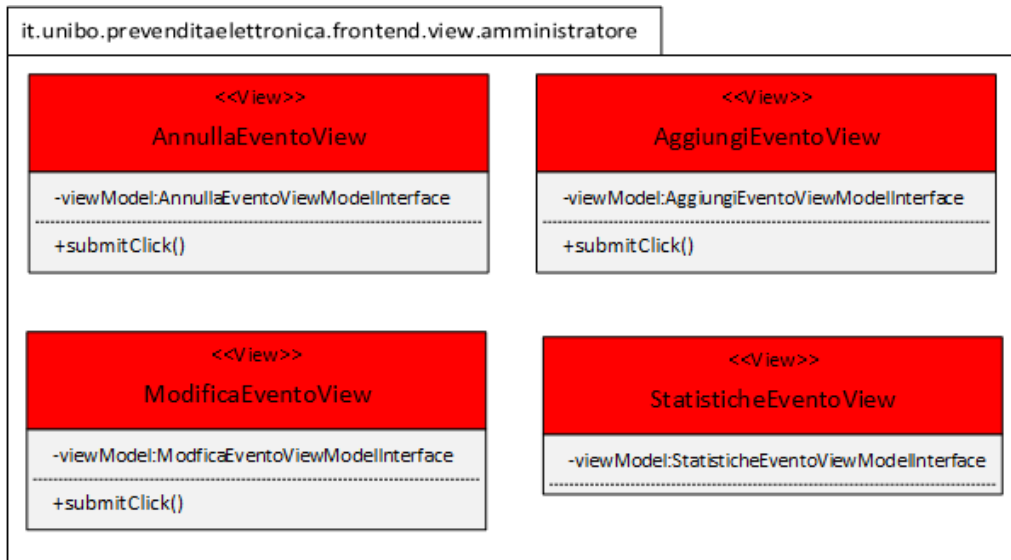 it.unibo.prevenditaelettronica.frontend.view.amministratore
<<View>>
AnnullaEventoView
-viewModel:AnnullaEventoViewModelInterface
+submitClick()
<<View>>
AggiungiEventoView
-viewModel:AggiungiEventoViewModelInterface
+submitClick()
<<View>>
ModificaEventoView
-viewModel:ModficaEventoViewModelInterface
+submitClick()
<<View>>
StatisticheEventoView
-viewModel:StatisticheEventoViewModelInterface